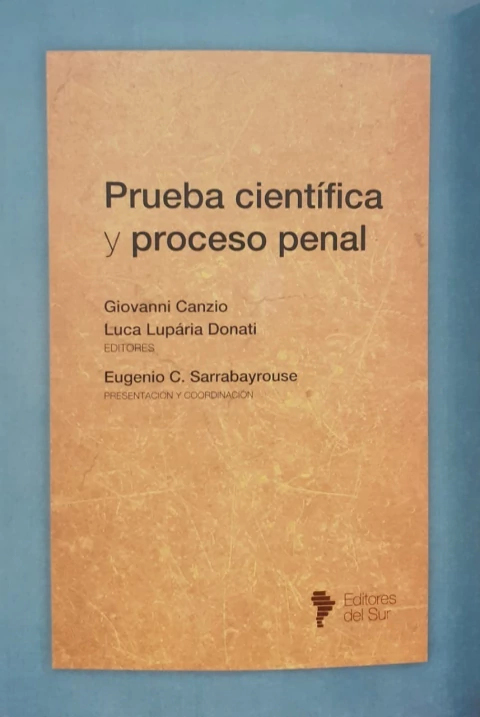 Prueba científica
y proceso penal
Giovanni Canzio
Luca Lupária Donati
EDITORES
Eugenio C. Sarrabayrouse
PRESENTACIÓN Y COORDINACIÓN
Editores
del Sur